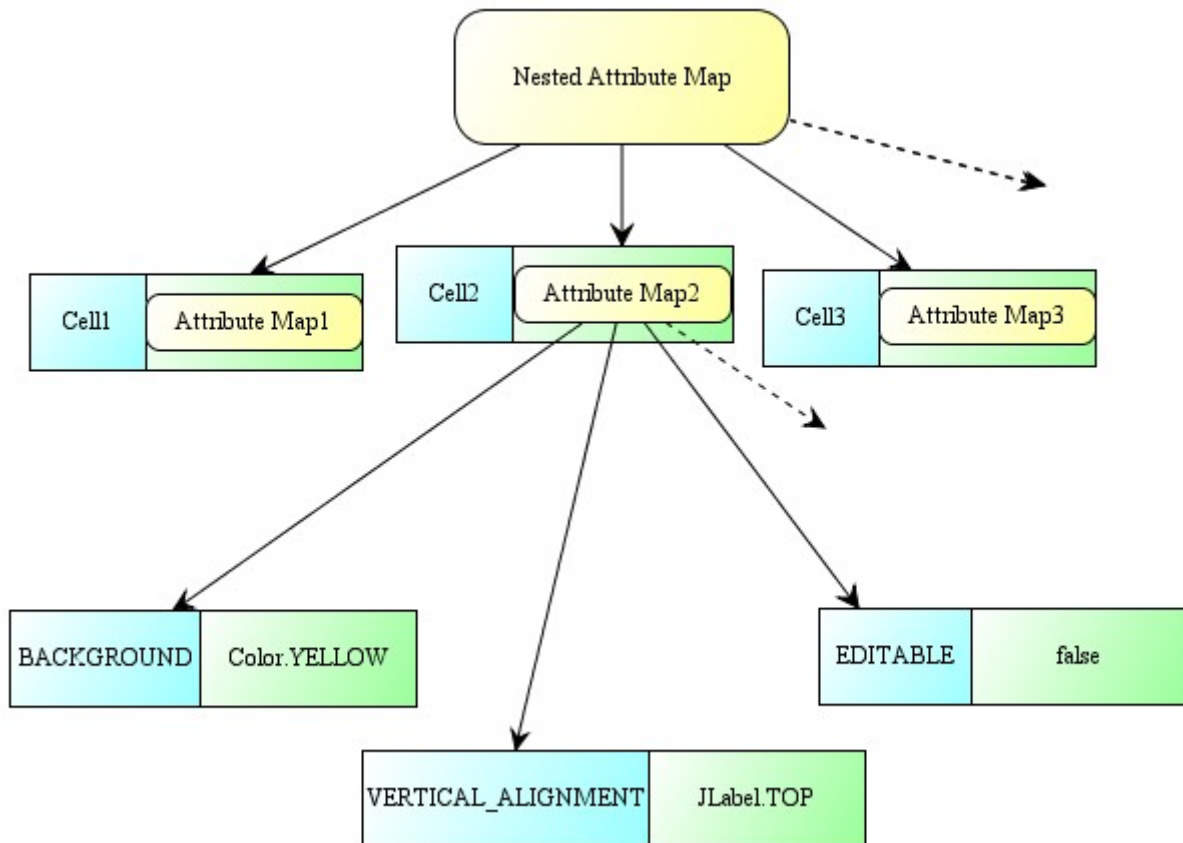 Nested Attribute Map
Cell1
Attribute Map1
Cell2
Attribute Map2
Cell3
Attribute Map3
BACKGROUND
Color.YELLOW
EDITABLE
false
VERTICAL_ALIGNMENT
JLabel.TOP